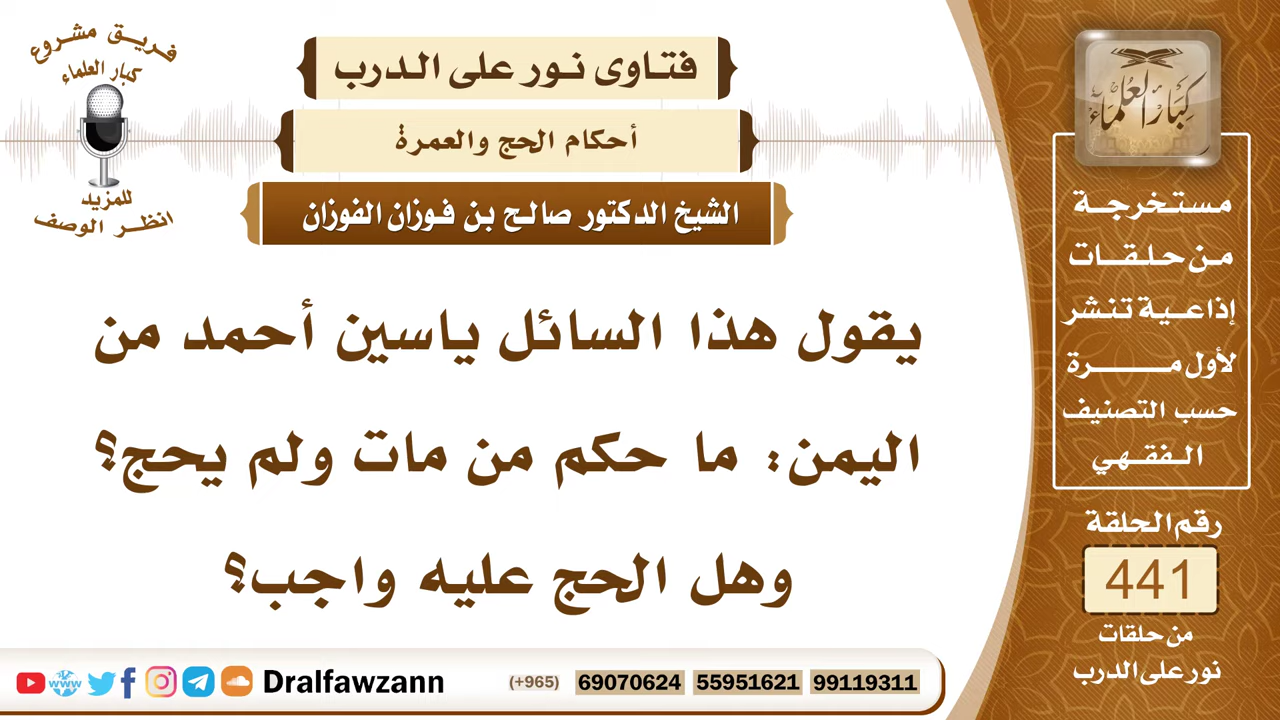 فريق مشروع
كبار العلماء
للمزيد
انظر الوصف
فتاوى نور على الدرب
أحكام الحج والعمرة
الشيخ الدكتور صالح بن فوزان الفوزان
يقول هذا السائل ياسين أحمد من
اليمن: ما حكم من مات ولم يحج؟
وهل الحج عليه واجب؟
كبار العلماء
مستخرجة
من حلقات
إذاعية تنشر
لأول مرة
حسب التصنيف
الفقهي
رقم الحلقة
441
من حلقات
نور على الدرب
www Dralfawzann (+965) 69070624 55951621 99119311